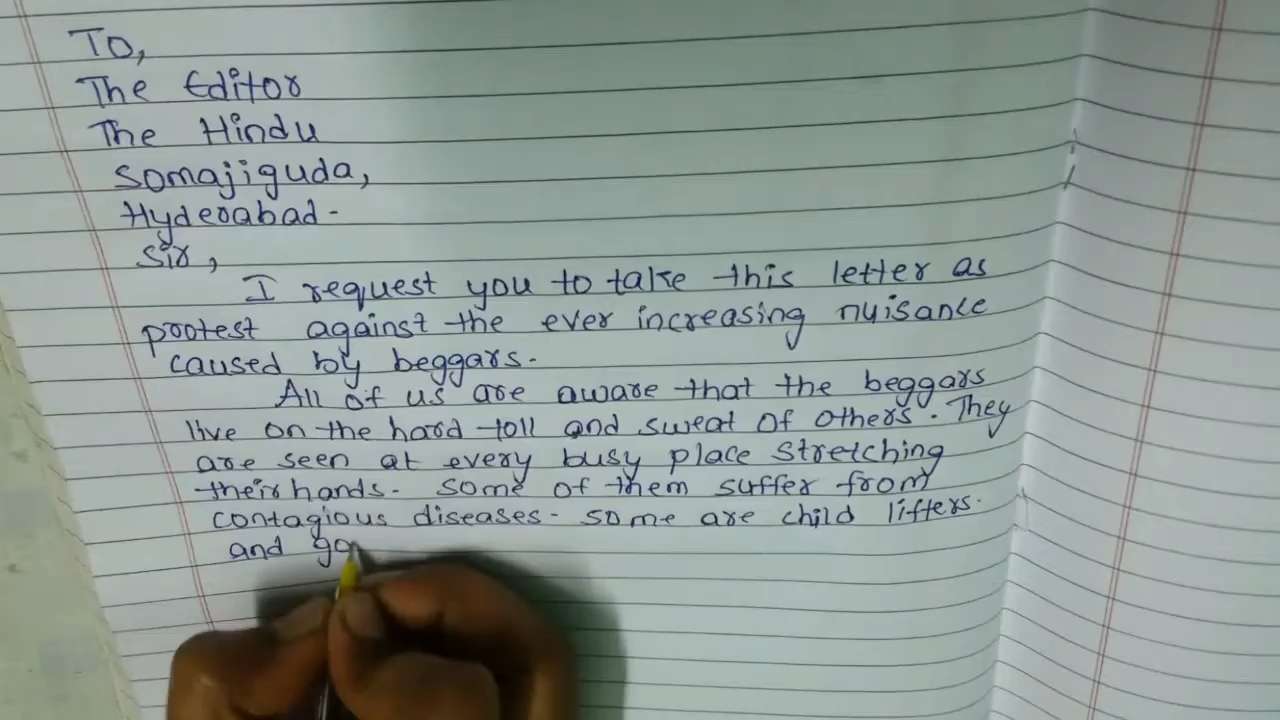 To,
The Editor
The Hindu
Somajiguda,
Hyderabad-
Sir,
I request you to take this letter as
protest against the ever increasing nuisance
caused by beggars.
All of us are aware that the beggars
live on the hard toll and sweat of others. They
are seen at every busy place stretching
their hands. some of them suffer from
contagious diseases. some are child lifters.
and ga